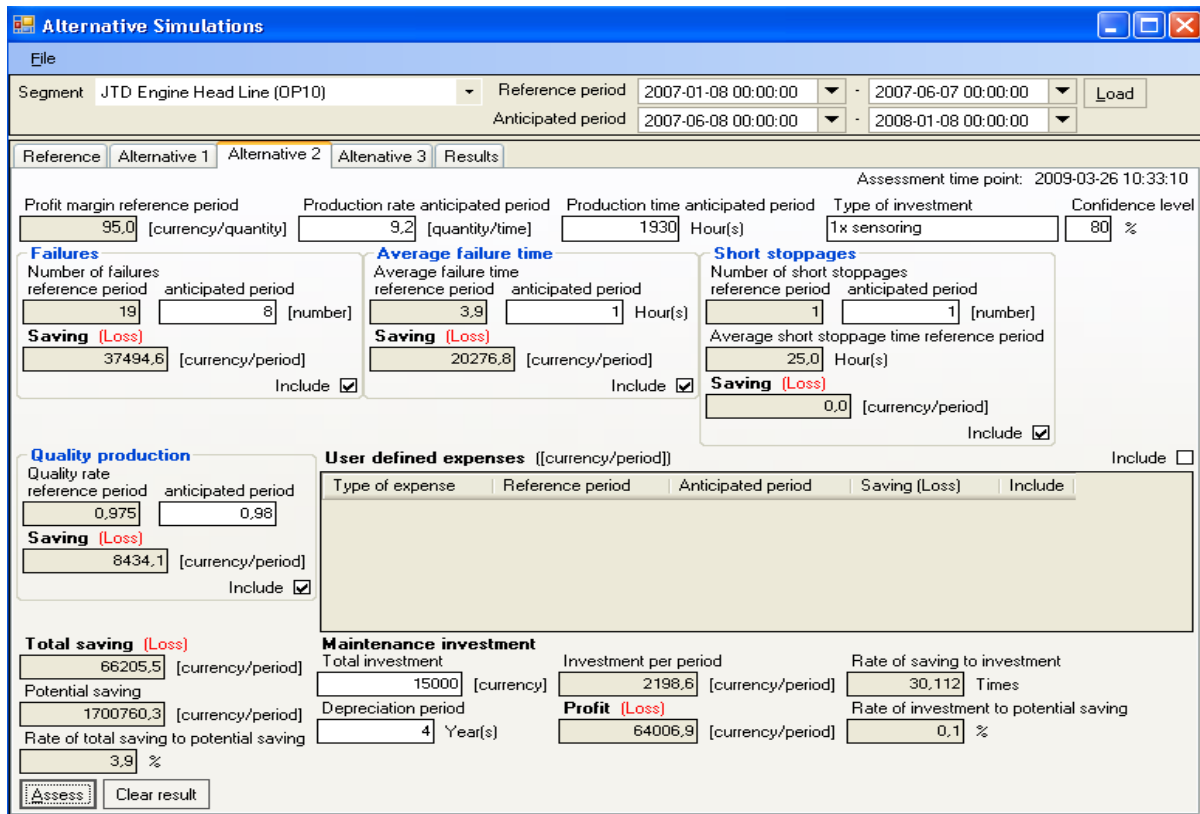 Alternative Simulations
File
Segment JTD Engine Head Line (OP10) Reference period 2007-01-08 00:00:00 - 2007-06-07 00:00:00 Load
Anticipated period 2007-06-08 00:00:00 - 2008-01-08 00:00:00
Reference Alternative 1 Alternative 2 Altenative 3 Results
Assessment time point: 2009-03-26 10:33:10
Profit margin reference period Production rate anticipated period Production time anticipated period Type of investment Confidence level
95,0 [currency/quantity] 9,2 [quantity/time] 1930 Hour(s) 1x sensoring 80 %
Failures Average failure time Short stoppages
Number of failures Average failure time Number of short stoppages
reference period anticipated period reference period anticipated period reference period anticipated period
19 8 [number] 3,9 1 Hour(s) 1 1 [number]
Saving (Loss) Saving (Loss) Average short stoppage time reference period
37494,6 [currency/period] 20276,8 [currency/period] 25,0 Hour(s)
Include Include Saving (Loss)
0,0 [currency/period]
Include
Quality production User defined expenses ([currency/period]) Include
Quality rate
reference period anticipated period Type of expense Reference period Anticipated period Saving (Loss) Include
0,975 0,98
Saving (Loss)
8434,1 [currency/period]
Include
Total saving (Loss) Maintenance investment
66205,5 [currency/period] Total investment Investment per period Rate of saving to investment
15000 [currency] 2198,6 [currency/period] 30,112 Times
Potential saving
1700760,3 [currency/period] Depreciation period Profit (Loss) Rate of investment to potential saving
4 Year(s) 64006,9 [currency/period] 0,1 %
Rate of total saving to potential saving
3,9 %
Assess Clear result